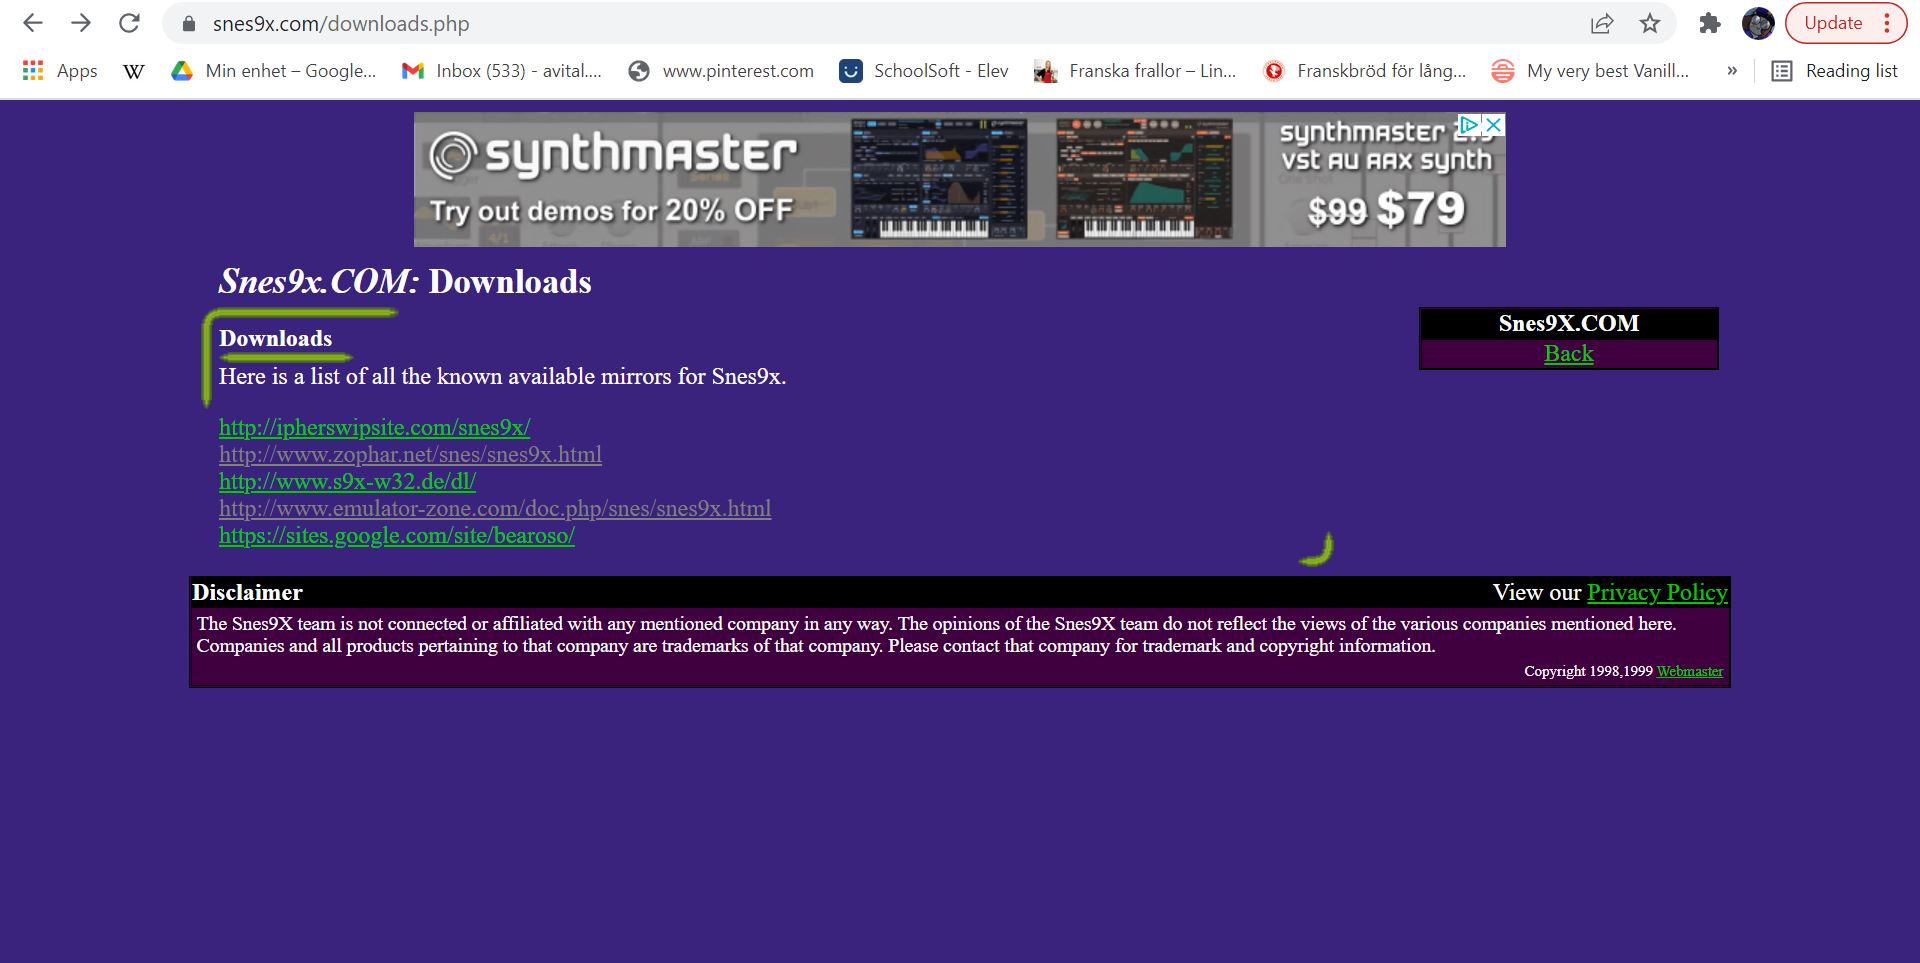 snes9x.com/downloads.php
Update
Apps
W
Min enhet – Google...
Inbox (533) - avital....
www.pinterest.com
SchoolSoft - Elev
Franska frallor – Lin...
Franskbröd för lång...
My very best Vanill...
»
Reading list
synthmaster
Try out demos for 20% OFF
synthmaster
vst au aax synth
$99 $79
Snes9x.COM: Downloads
Downloads
Here is a list of all the known available mirrors for Snes9x.
Snes9X.COM
Back
http://ipherswipsite.com/snes9x/
http://www.zophar.net/snes/snes9x.html
http://www.s9x-w32.de/dl/
http://www.emulator-zone.com/doc.php/snes/snes9x.html
https://sites.google.com/site/bearoso/
Disclaimer
View our Privacy Policy
The Snes9X team is not connected or affiliated with any mentioned company in any way. The opinions of the Snes9X team do not reflect the views of the various companies mentioned here.
Companies and all products pertaining to that company are trademarks of that company. Please contact that company for trademark and copyright information.
Copyright 1998,1999 Webmaster